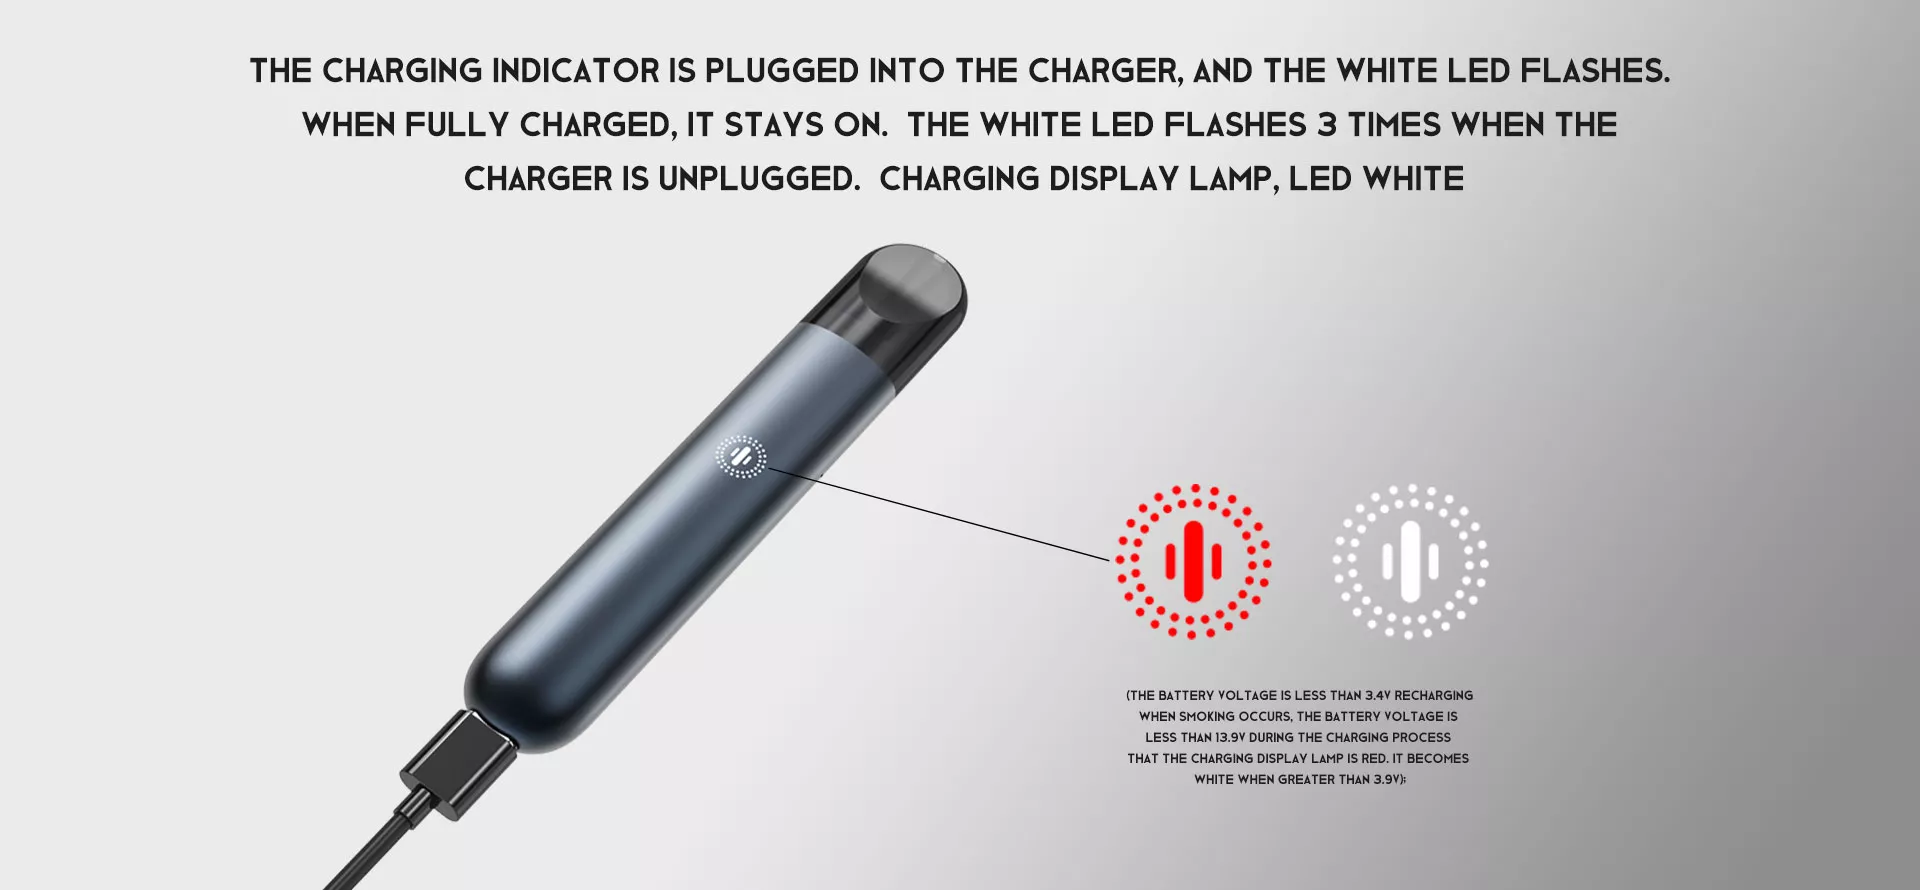 THE CHARGING INDICATOR IS PLUGGED INTO THE CHARGER, AND THE WHITE LED FLASHES.
WHEN FULLY CHARGED, IT STAYS ON. THE WHITE LED FLASHES 3 TIMES WHEN THE
CHARGER IS UNPLUGGED. CHARGING DISPLAY LAMP, LED WHITE
(THE BATTERY VOLTAGE IS LESS THAN 3.4V RECHARGING
WHEN SMOKING OCCURS, THE BATTERY VOLTAGE IS
LESS THAN 13.9V DURING THE CHARGING PROCESS
THAT THE CHARGING DISPLAY LAMP IS RED. IT BECOMES
WHITE WHEN GREATER THAN 3.9V);